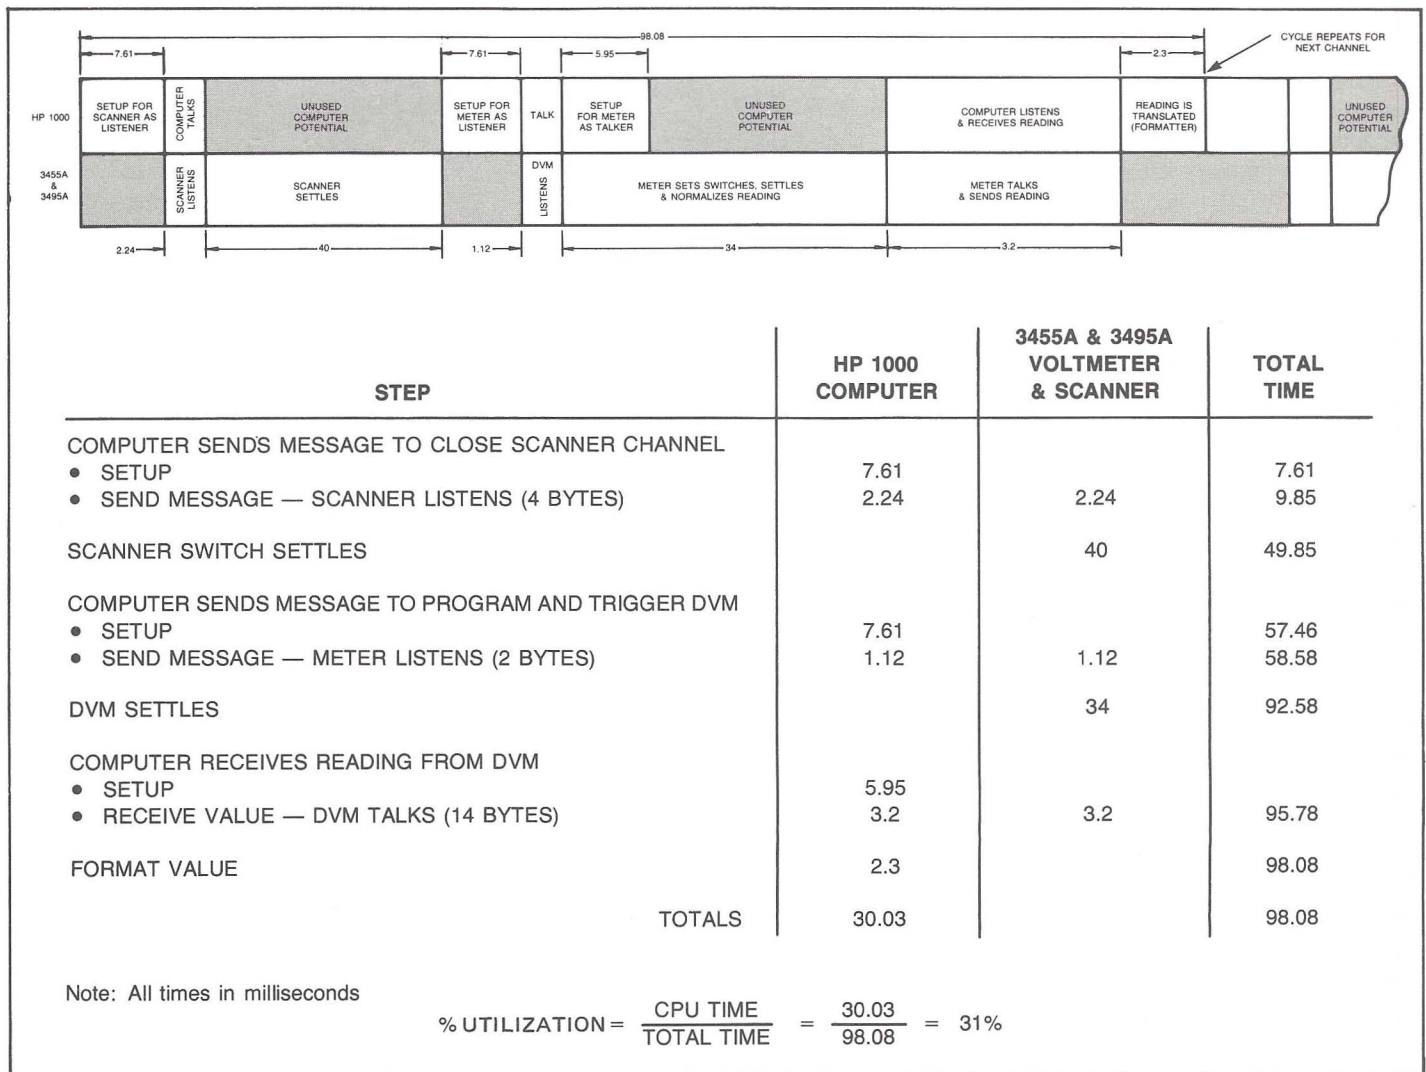 98.08
CYCLE REPEATS FOR
NEXT CHANNEL
7.61
7.61
5.95
2.3
HP 1000
SETUP FOR
SCANNER AS
LISTENER
COMPUTER
TALKS
UNUSED
COMPUTER
POTENTIAL
SETUP FOR
METER AS
LISTENER
TALK
SETUP
FOR METER
AS TALKER
UNUSED
COMPUTER
POTENTIAL
COMPUTER LISTENS
& RECEIVES READING
READING IS
TRANSLATED
(FORMATTER)
UNUSED
COMPUTER
POTENTIAL
3455A
&
3495A
SCANNER
LISTENS
SCANNER
SETTLES
DVM
LISTENS
METER SETS SWITCHES, SETTLES
& NORMALIZES READING
METER TALKS
& SENDS READING
2.24
40
1.12
34
3.2
STEP
HP 1000
COMPUTER
3455A & 3495A
VOLTMETER
& SCANNER
TOTAL
TIME
COMPUTER SENDS MESSAGE TO CLOSE SCANNER CHANNEL
• SETUP 7.61 7.61
• SEND MESSAGE — SCANNER LISTENS (4 BYTES) 2.24 2.24 9.85
SCANNER SWITCH SETTLES 40 49.85
COMPUTER SENDS MESSAGE TO PROGRAM AND TRIGGER DVM
• SETUP 7.61 57.46
• SEND MESSAGE — METER LISTENS (2 BYTES) 1.12 1.12 58.58
DVM SETTLES 34 92.58
COMPUTER RECEIVES READING FROM DVM
• SETUP 5.95
• RECEIVE VALUE — DVM TALKS (14 BYTES) 3.2 3.2 95.78
FORMAT VALUE 2.3 98.08
TOTALS 30.03 98.08
Note: All times in milliseconds
% UTILIZATION = CPU TIME / TOTAL TIME = 30.03 / 98.08 = 31%